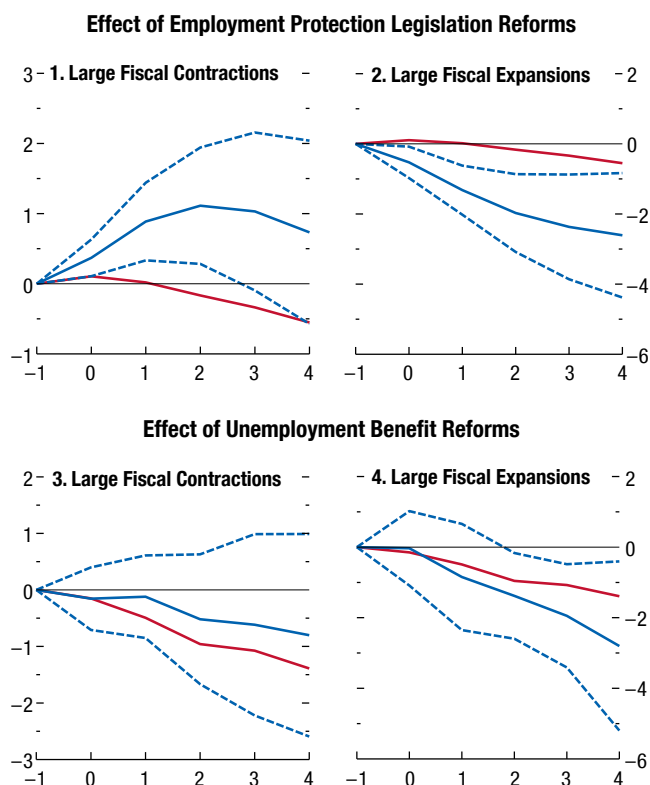 Effect of Employment Protection Legislation Reforms
3 1. Large Fiscal Contractions 2. Large Fiscal Expansions 2
2 0
1 –2
0 –4
–1 –6
–1 0 1 2 3 4 –1 0 1 2 3 4
Effect of Unemployment Benefit Reforms
2 3. Large Fiscal Contractions 4. Large Fiscal Expansions 2
1 0
0
–1 –2
–2 –4
–3 –6
–1 0 1 2 3 4 –1 0 1 2 3 4